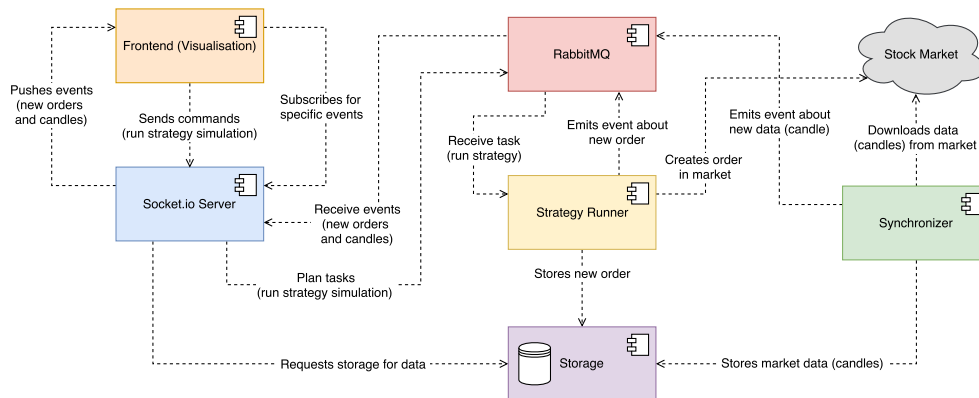 Frontend (Visualisation)
RabbitMQ
Stock Market
Pushes events
(new orders
and candles)
Sends commands
(run strategy simulation)
Subscribes for
specific events
Receive task
(run strategy)
Emits event about
new order
Creates order
in market
Emits event about
new data (candle)
Downloads data
(candles) from market
Socket.io Server
Receive events
(new orders
and candles)
Strategy Runner
Synchronizer
Plan tasks
(run strategy simulation)
Stores new order
Requests storage for data
Storage
Stores market data (candles)